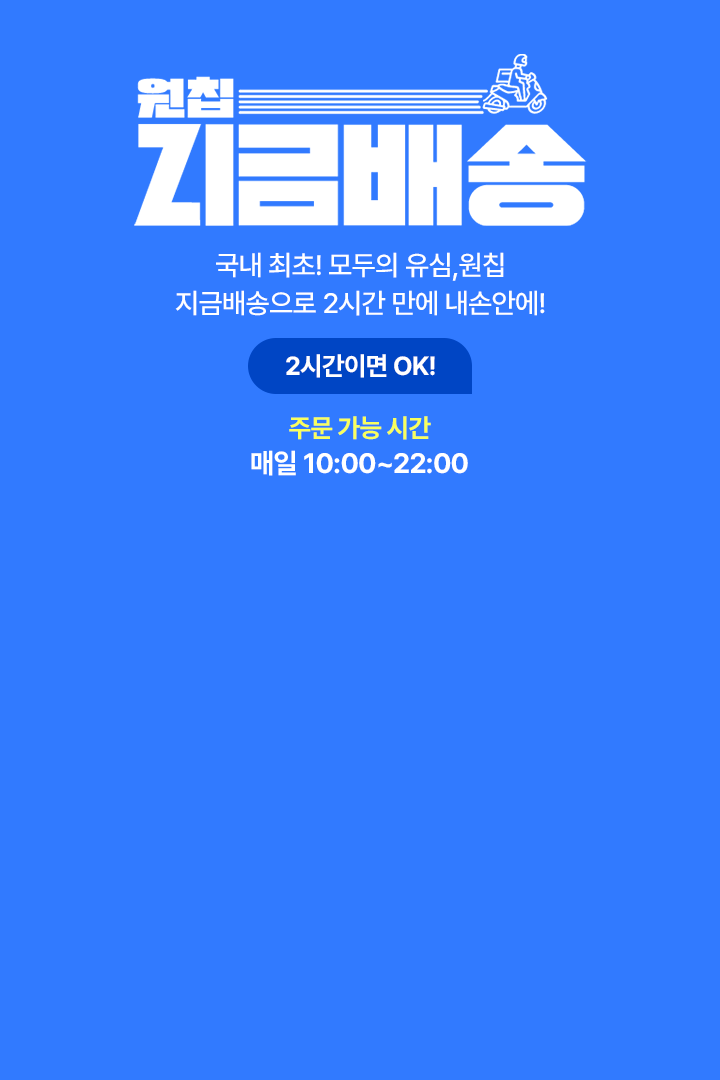 원칩
지금배송
국내 최초! 모두의 유심,원칩
지금배송으로 2시간 만에 내손안에!
2시간이면 OK!
주문 가능 시간
매일 10:00~22:00